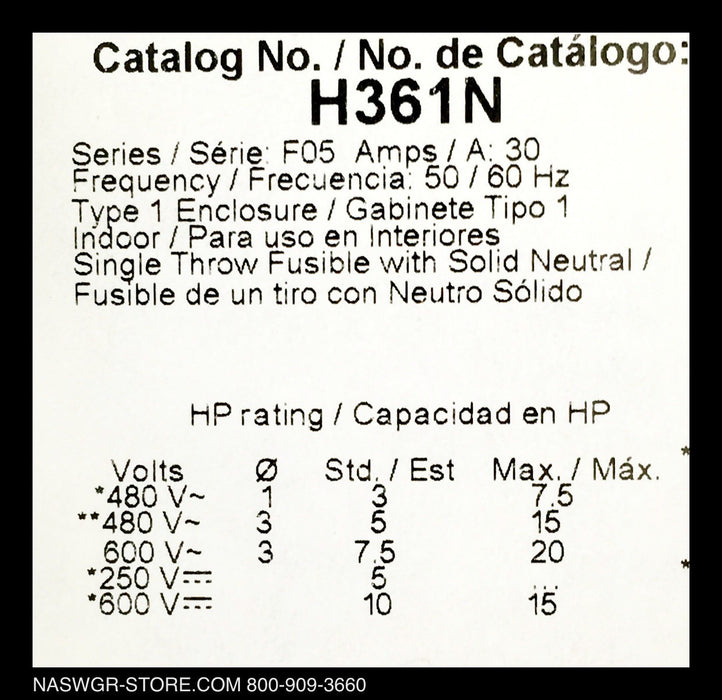 Catalog No. / No. de Catálogo:
H361N
Series / Série: F05 Amps / A: 30
Frequency / Frecuencia: 50 / 60 Hz
Type 1 Enclosure / Gabinete Tipo 1
Indoor / Para uso en Interiores
Single Throw Fusible with Solid Neutral /
Fusible de un tiro con Neutro Sólido
HP rating / Capacidad en HP
*
Volts Ø Std. / Est Max. / Máx.
*480 V~ 1 3 7.5
**480 V~ 3 5 15
600 V~ 3 7.5 20
*
*250 V⎓ 5 ...
*600 V⎓ 10 15
NASWGR-STORE.COM 800-909-3660